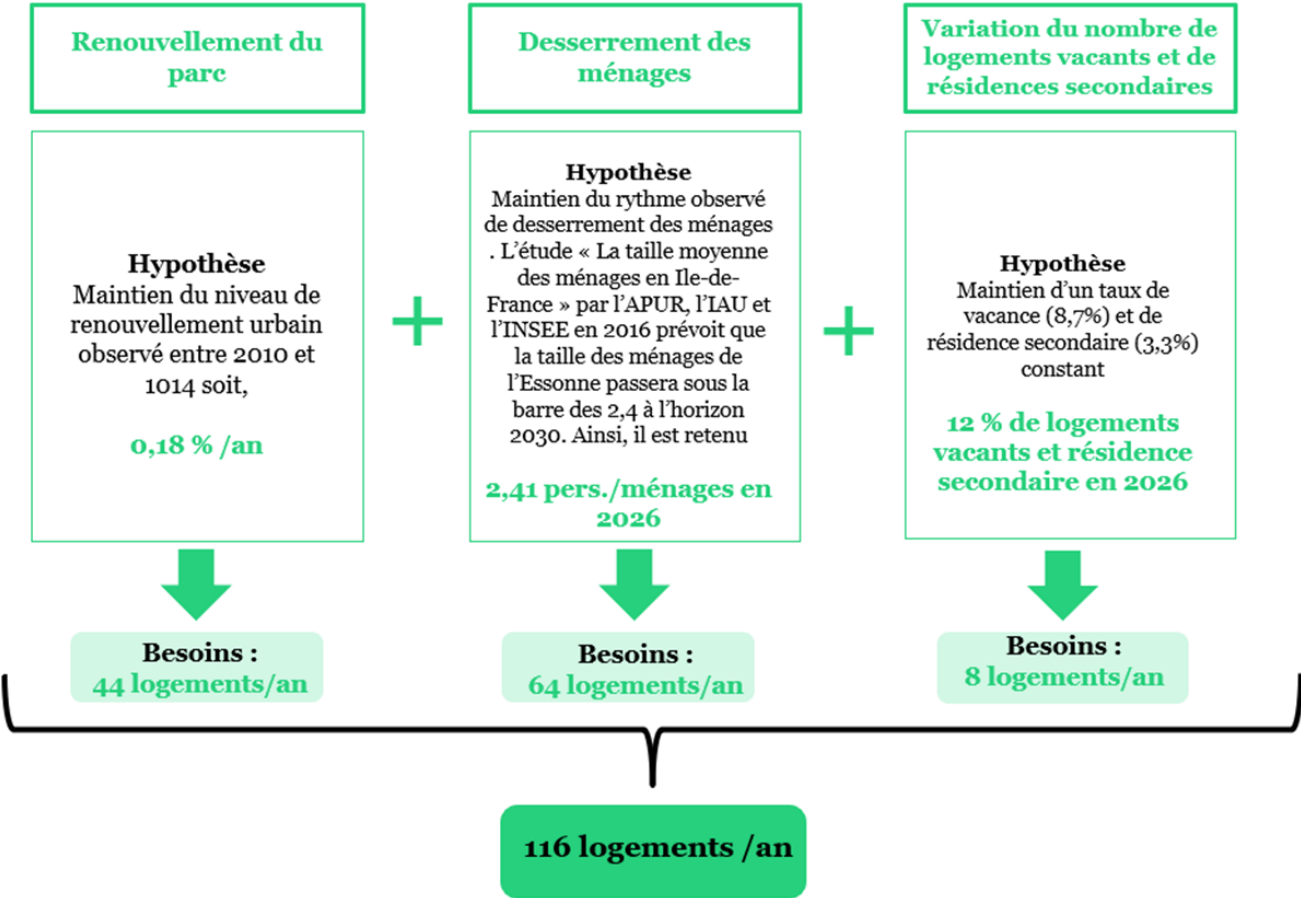 Renouvellement du
parc
Desserrement des
ménages
Variation du nombre de
logements vacants et de
résidences secondaires
Hypothèse
Maintien du niveau de
renouvellement urbain
observé entre 2010 et
1014 soit,
0,18 % /an
+
Hypothèse
Maintien du rythme observé
de desserrement des ménages
. L’étude « La taille moyenne
des ménages en Ile-de-
France » par l’APUR, l’IAU et
l’INSEE en 2016 prévoit que
la taille des ménages de
l’Essonne passera sous la
barre des 2,4 à l’horizon
2030. Ainsi, il est retenu
2,41 pers./ménages en
2026
+
Hypothèse
Maintien d’un taux de
vacance (8,7%) et de
résidence secondaire (3,3%)
constant
12 % de logements
vacants et résidence
secondaire en 2026
Besoins :
44 logements/an
Besoins :
64 logements/an
Besoins :
8 logements/an
116 logements /an